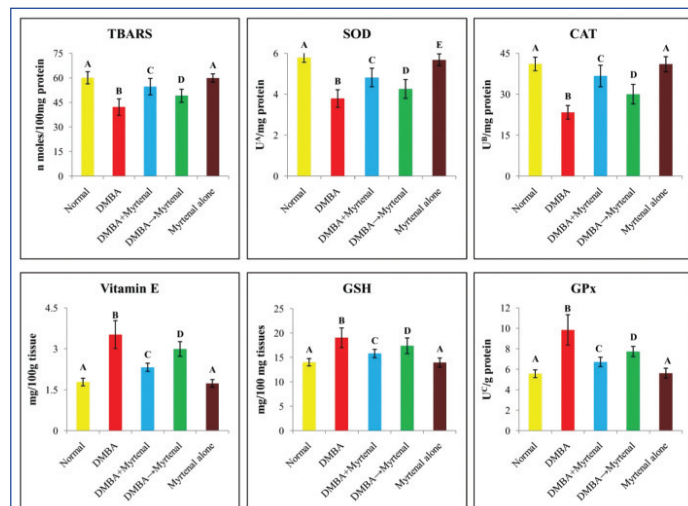 TBARS
n moles/100mg protein
75
60
45
30
15
0
A
B
C
D
A
Normal
DMBA
DMBA+Myrtenal
DMBA→Myrtenal
Myrtenal alone
SOD
Uᴬ/mg protein
6
4
2
0
A
B
C
D
E
Normal
DMBA
DMBA+Myrtenal
DMBA→Myrtenal
Myrtenal alone
CAT
Uᴮ/mg protein
45
30
15
0
A
B
C
D
A
Normal
DMBA
DMBA+Myrtenal
DMBA→Myrtenal
Myrtenal alone
Vitamin E
mg/100g tissue
4.5
3
1.5
0
A
B
C
D
A
Normal
DMBA
DMBA+Myrtenal
DMBA→Myrtenal
Myrtenal alone
GSH
mg/100 mg tissues
25
20
15
10
5
0
A
B
C
D
A
Normal
DMBA
DMBA+Myrtenal
DMBA→Myrtenal
Myrtenal alone
GPx
Uᶜ/g protein
12
10
8
6
4
2
0
A
B
C
D
A
Normal
DMBA
DMBA+Myrtenal
DMBA→Myrtenal
Myrtenal alone